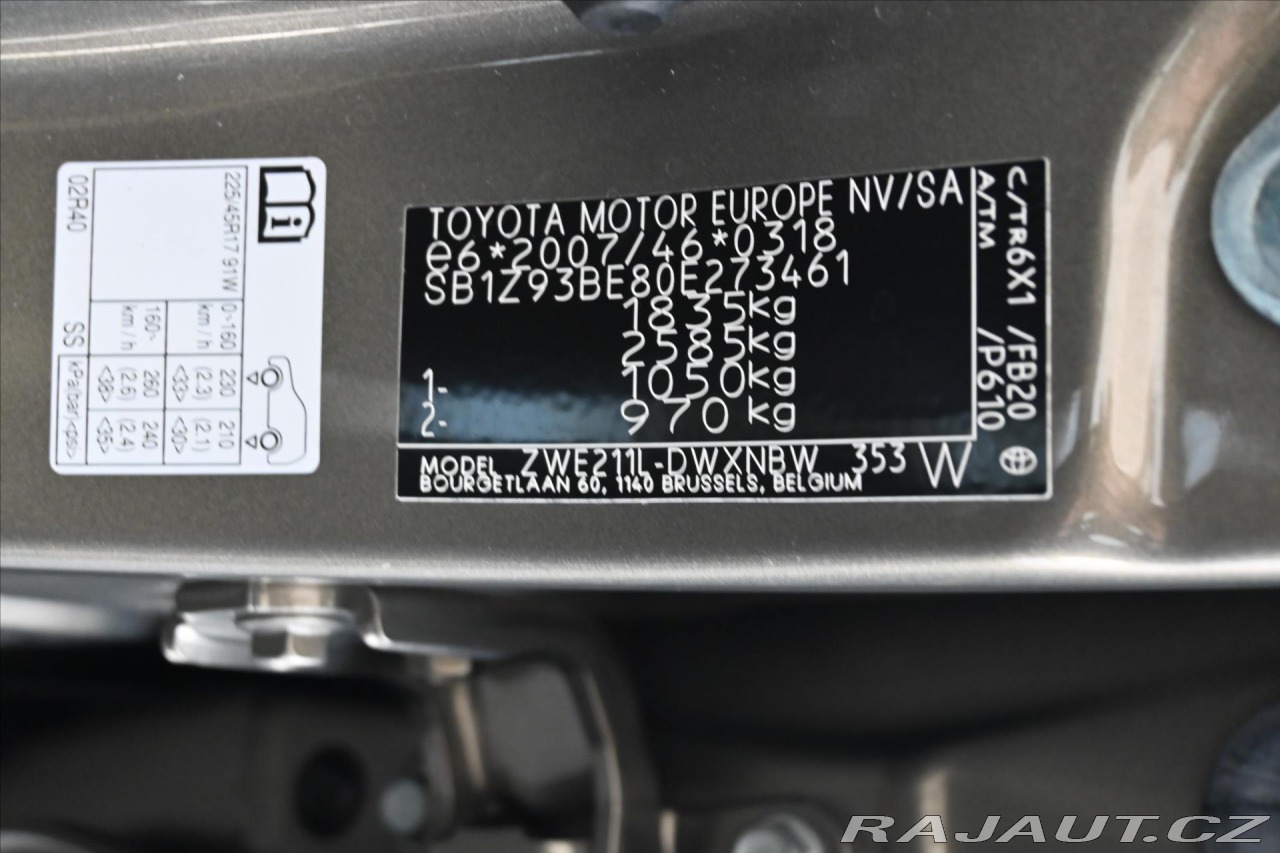 TOYOTA MOTOR EUROPE NV/SA
e6*2007/46*0318
SB1Z93BE80E273461
1835kg
2585kg
1- 1050kg
2- 970kg
C/TR6X1 /FB20
A/TM /P610
MODEL ZWE211L-DWXNBW 353 W
BOURGETLAAN 60, 1140 BRUSSELS, BELGIUM
i
225/45R17 91W
0~160 km/h
230 (2.3) <33>
210 (2.1) <30>
160~ km/h
260 (2.6) <38>
240 (2.4) <35>
kPa(bar)<psi>
02R40 SS
RAJAUT.CZ